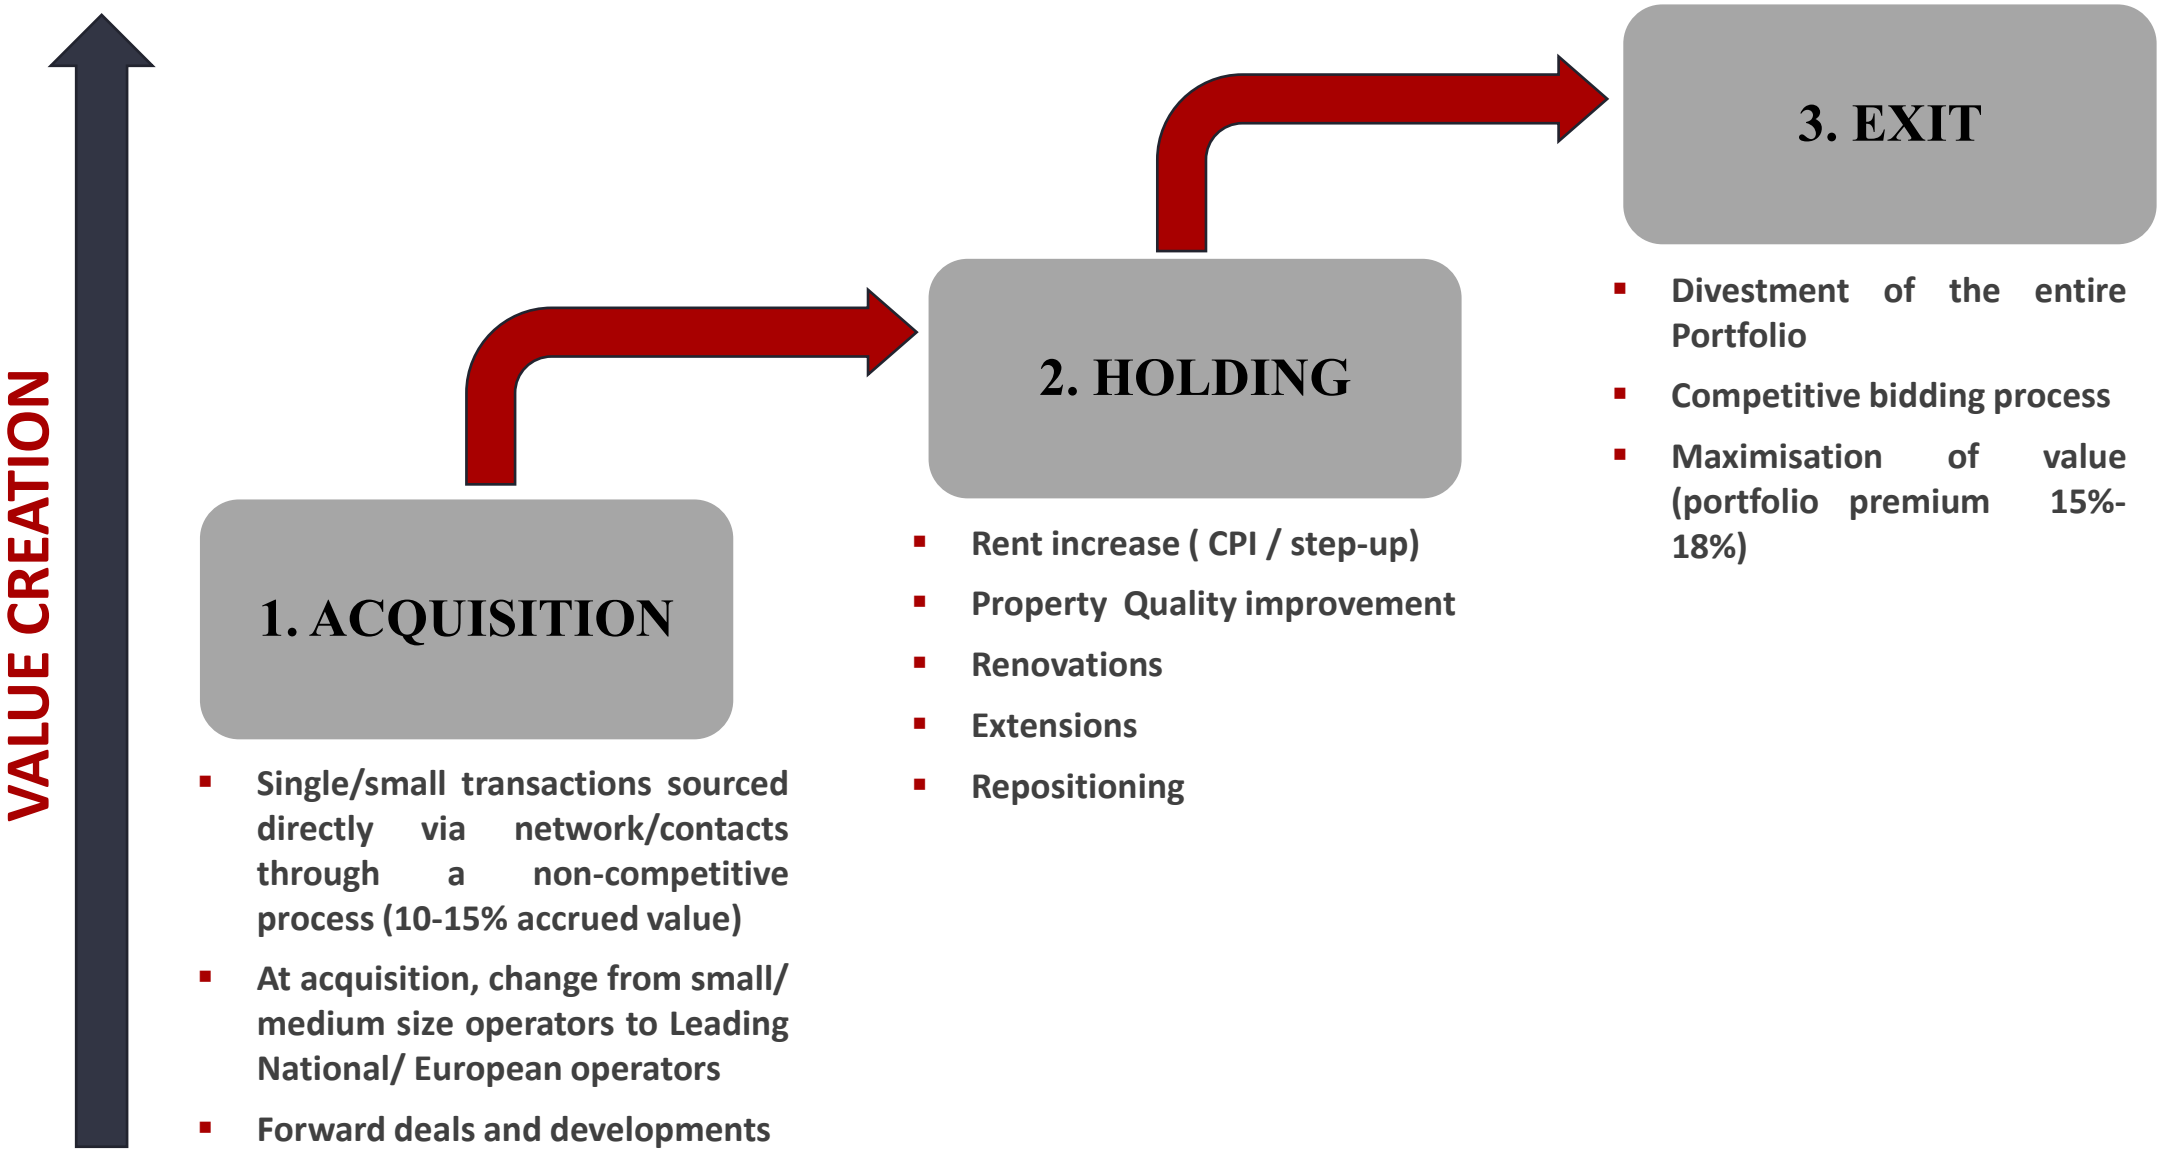 VALUE CREATION
1. ACQUISITION
▪ Single/small transactions sourced
directly via network/contacts
through a non-competitive
process (10-15% accrued value)
▪ At acquisition, change from small/
medium size operators to Leading
National/ European operators
▪ Forward deals and developments
2. HOLDING
▪ Rent increase ( CPI / step-up)
▪ Property Quality improvement
▪ Renovations
▪ Extensions
▪ Repositioning
3. EXIT
▪ Divestment of the entire
Portfolio
▪ Competitive bidding process
▪ Maximisation of value
(portfolio premium 15%-
18%)